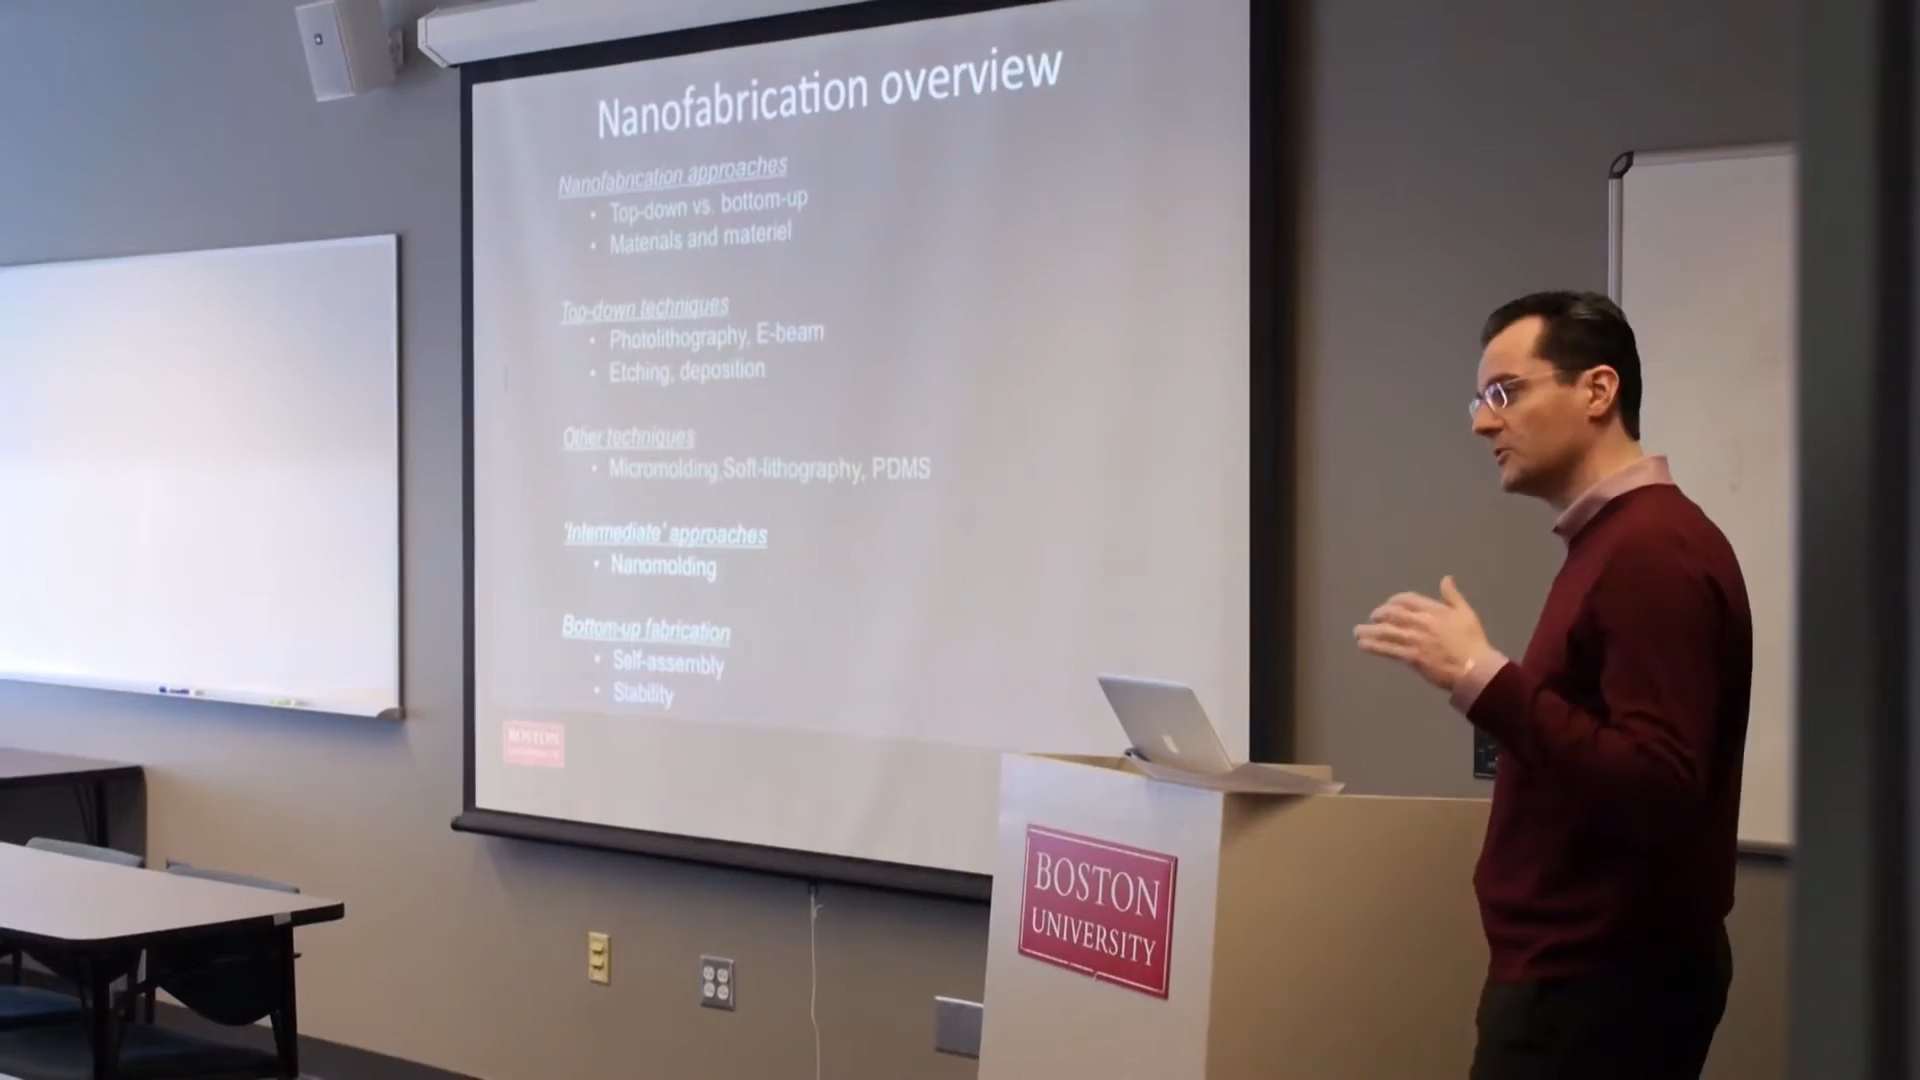 Nanofabrication overview
Nanofabrication approaches
• Top-down vs. bottom-up
• Materials and materiel
Top-down techniques
• Photolithography, E-beam
• Etching, deposition
Other techniques
• Micromolding,Soft-lithography, PDMS
'Intermediate' approaches
• Nanomolding
Bottom-up fabrication
• Self-assembly
• Stability
BOSTON
BOSTON
UNIVERSITY